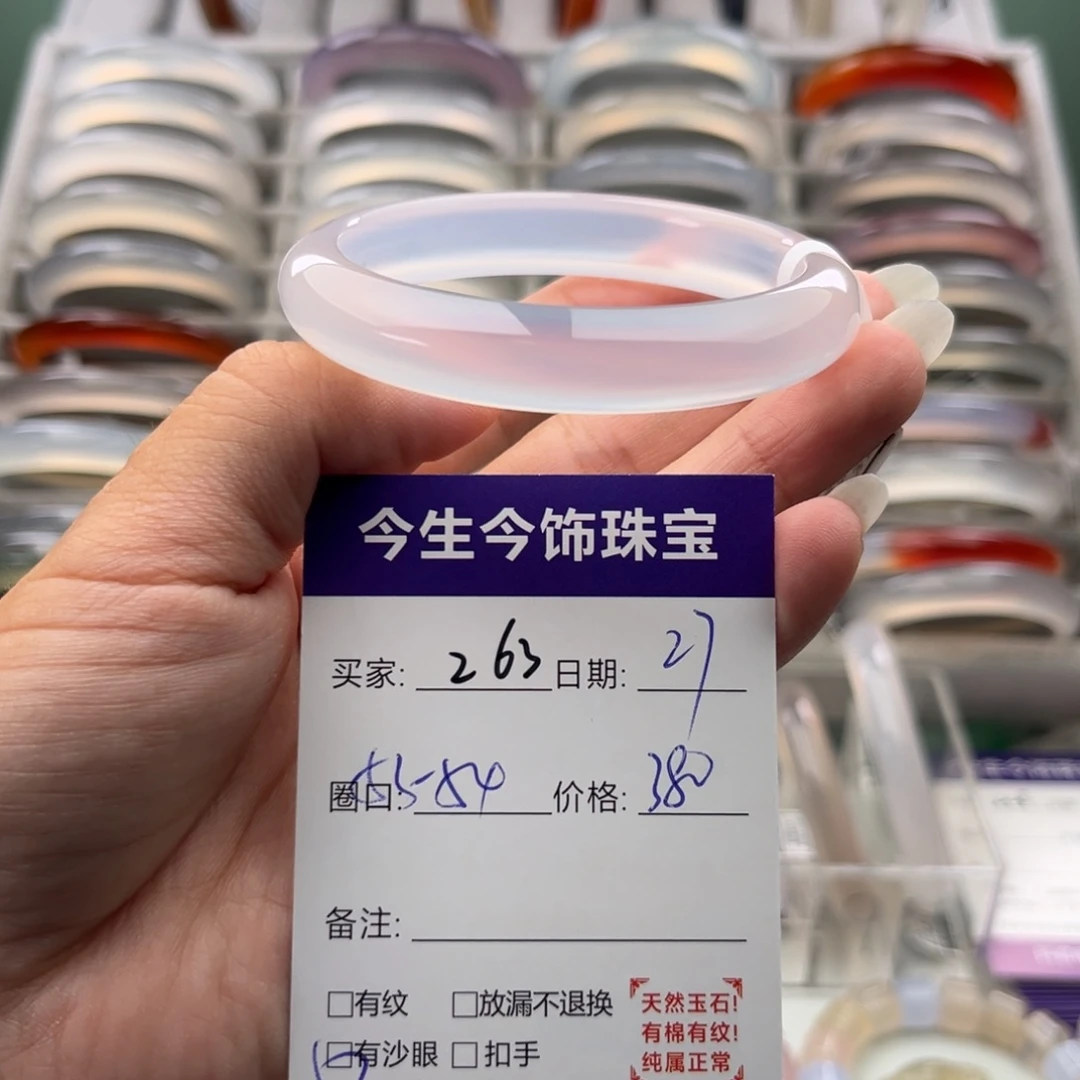 今生今饰珠宝
买家: 263 日期: 27
圈口: 53-54 价格: 380
备注:
□有纹 □放漏不退换
□有沙眼 □扣手
天然玉石!
有棉有纹!
纯属正常